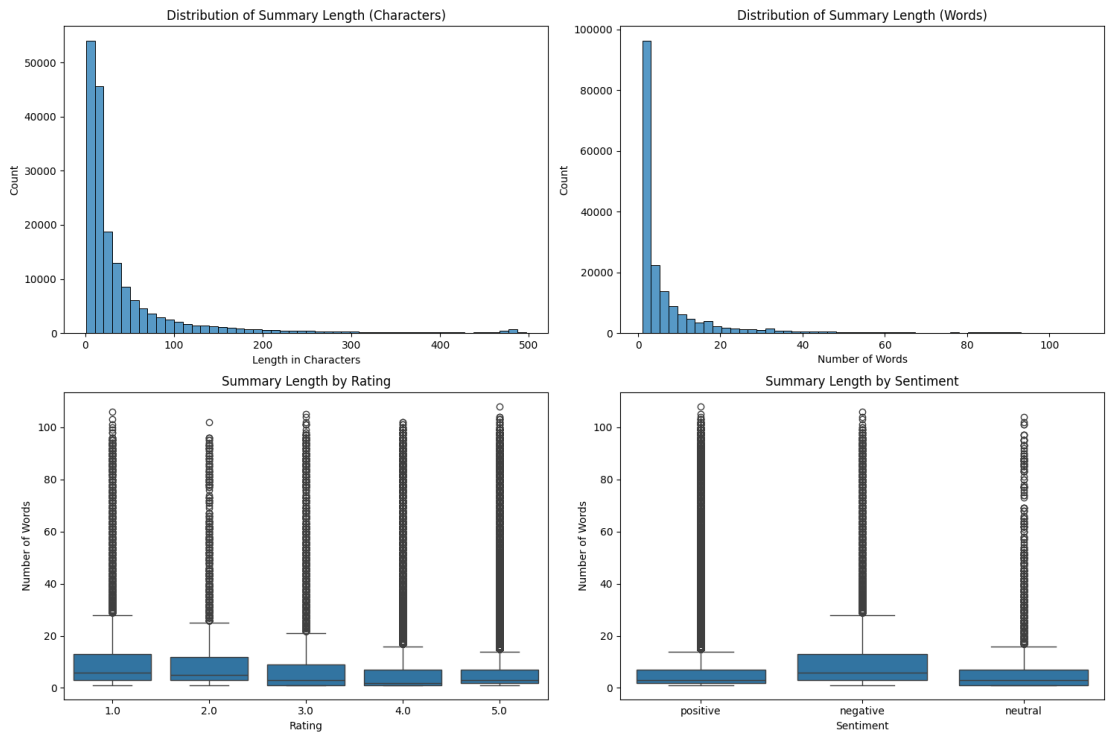 Distribution of Summary Length (Characters)
50000
40000
30000
20000
10000
0
Count
0 100 200 300 400 500
Length in Characters
Distribution of Summary Length (Words)
100000
80000
60000
40000
20000
0
Count
0 20 40 60 80 100
Number of Words
Summary Length by Rating
100
80
60
40
20
0
Number of Words
1.0 2.0 3.0 4.0 5.0
Rating
Summary Length by Sentiment
100
80
60
40
20
0
Number of Words
positive negative neutral
Sentiment